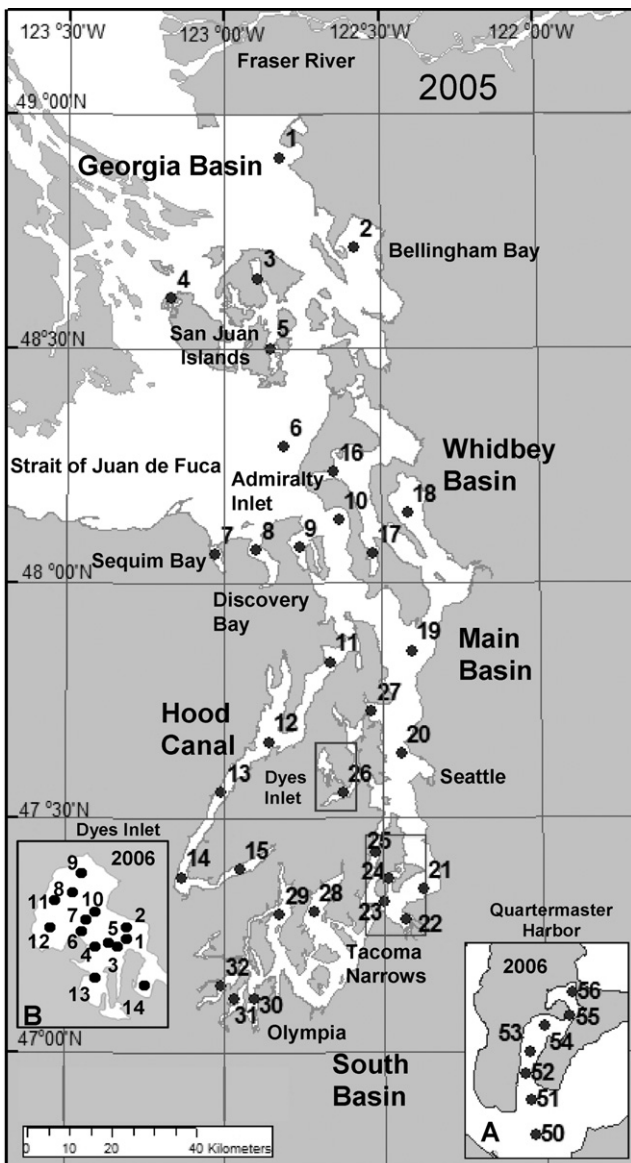 123°30'W 123°00'W 122°30'W 122°00'W
Fraser River
2005
49°00'N
1
Georgia Basin
2
Bellingham Bay
3
4
San Juan
Islands
5
48°30'N
6
16
Whidbey
Basin
Strait of Juan de Fuca
Admiralty
Inlet
18
10
7
8
9
17
Sequim Bay
48°00'N
Discovery
Bay
11
19
Main
Basin
27
Hood
Canal
12
20
Dyes
Inlet
26
Seattle
13
47°30'N
25
14
15
24
21
23
22
29
28
Tacoma
Narrows
32
31
30
Olympia
47°00'N
South
Basin
Dyes Inlet
2006
9
8
10
11
7
5
2
12
6
4
3
1
13
14
B
Quartermaster
Harbor
2006
56
55
53
54
52
51
50
A
0 10 20 40 Kilometers